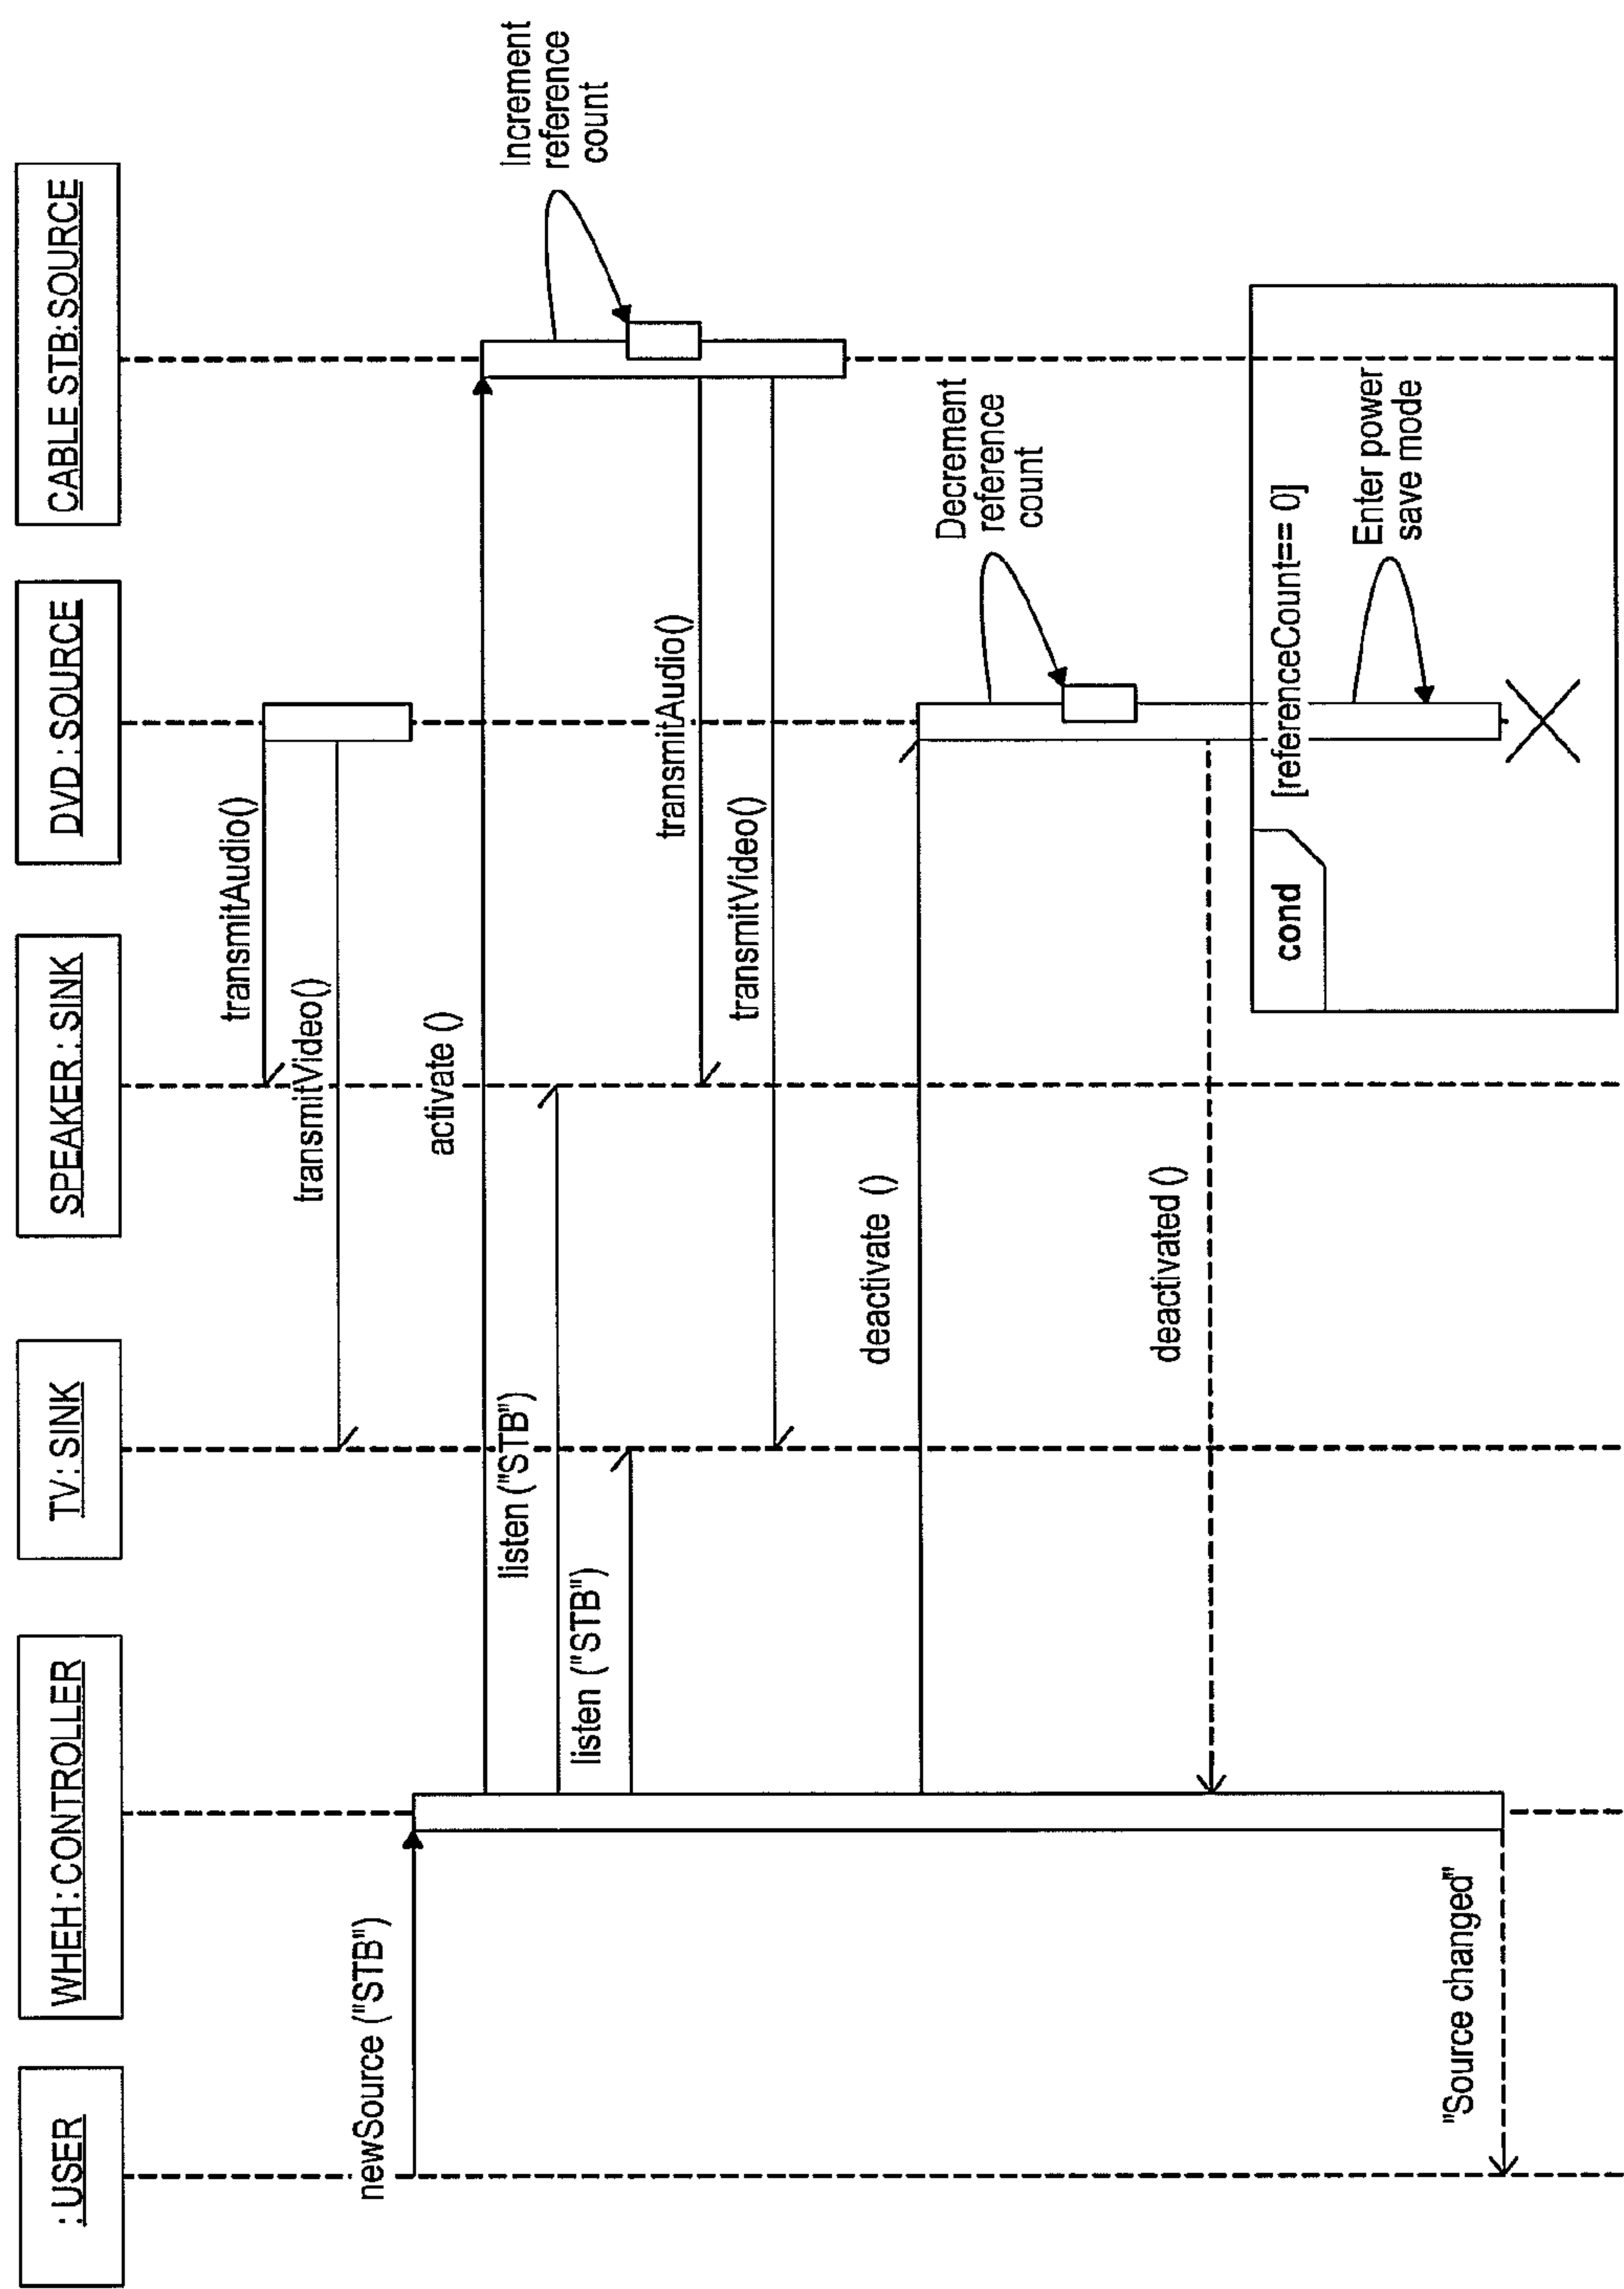 :USER
WHEH:CONTROLLER
TV:SINK
SPEAKER:SINK
DVD:SOURCE
CABLE STB:SOURCE
transmitAudio()
transmitVideo()
newSource ("STB")
activate ()
listen ("STB")
Increment
reference
count
listen ("STB")
transmitAudio()
transmitVideo()
deactivate ()
Decrement
reference
count
deactivated ()
cond
[referenceCount== 0]
Enter power
save mode
"Source changed"